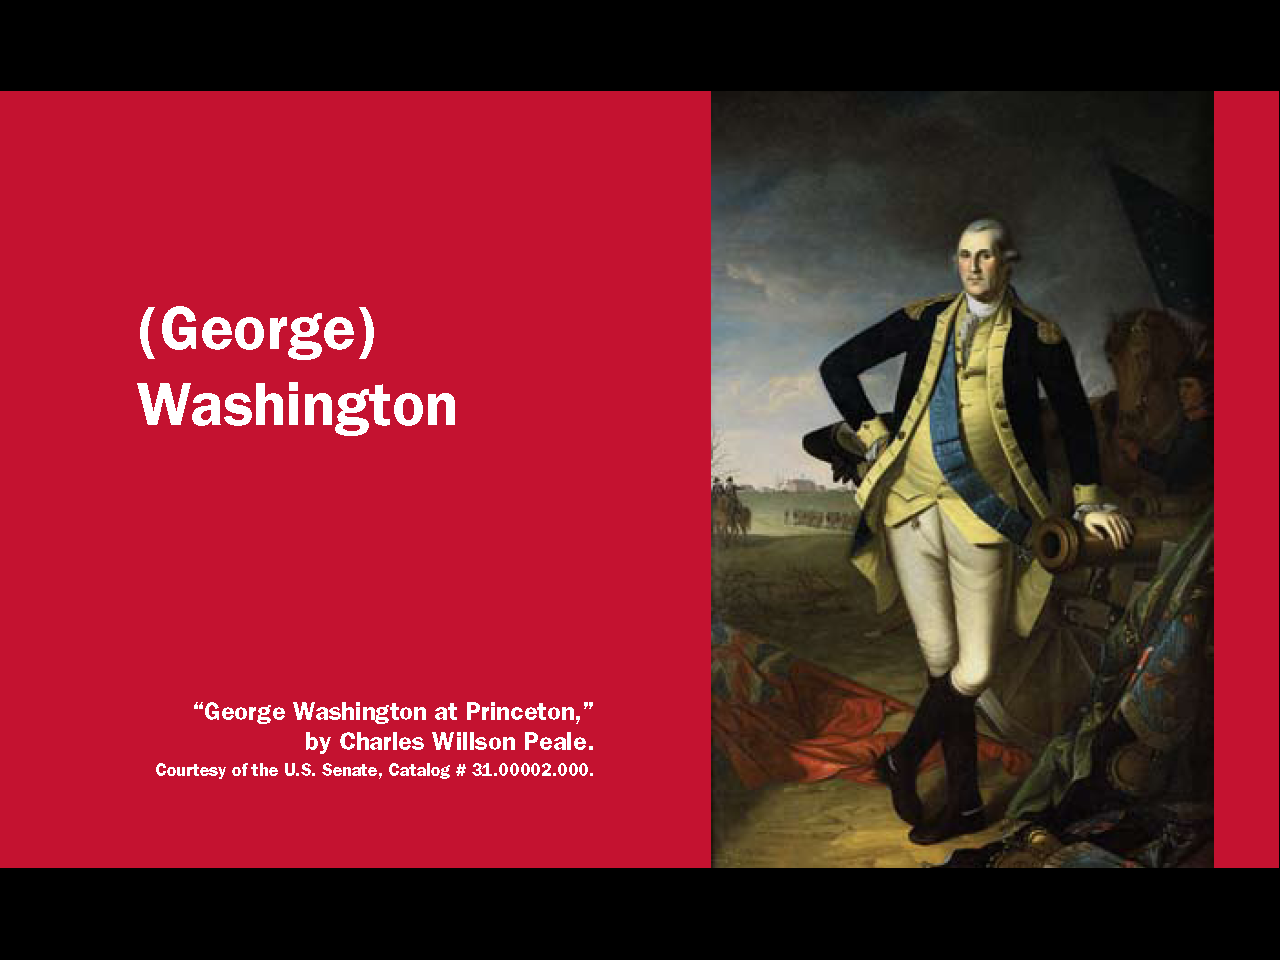 (George)
Washington
“George Washington at Princeton,”
by Charles Willson Peale.
Courtesy of the U.S. Senate, Catalog # 31.00002.000.